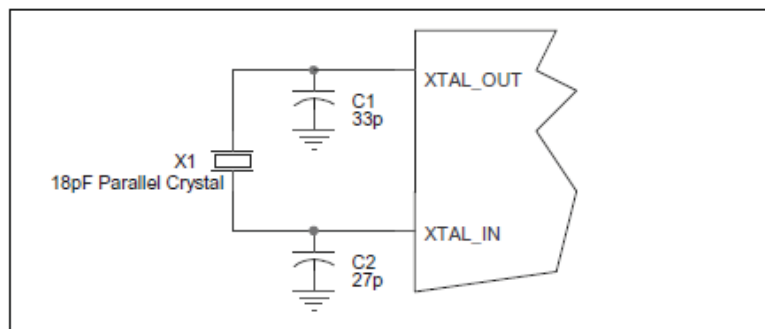 XTAL_OUT
C1
33p
X1
18pF Parallel Crystal
XTAL_IN
C2
27p